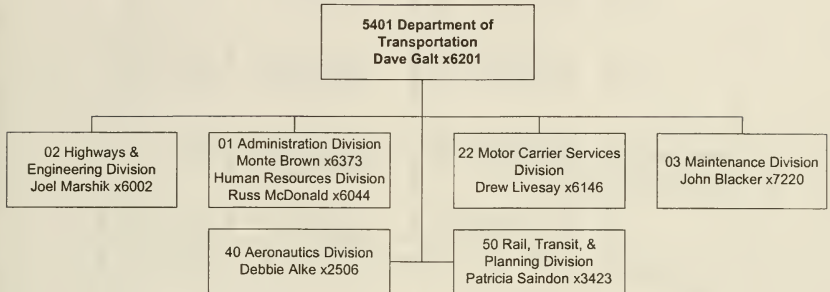 5401 Department of
Transportation
Dave Galt x6201
02 Highways &
Engineering Division
Joel Marshik x6002
01 Administration Division
Monte Brown x6373
Human Resources Division
Russ McDonald x6044
22 Motor Carrier Services
Division
Drew Livesay x6146
03 Maintenance Division
John Blacker x7220
40 Aeronautics Division
Debbie Alke x2506
50 Rail, Transit, &
Planning Division
Patricia Saindon x3423